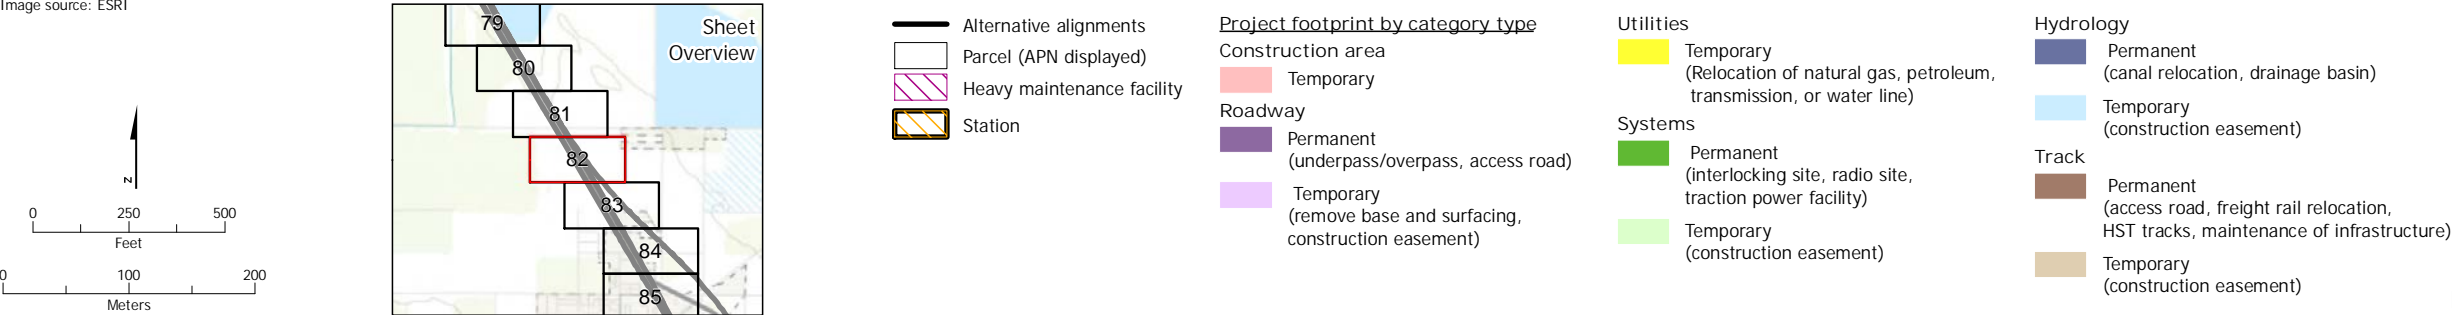 Image source: ESRI
N
0 250 500
Feet
0 100 200
Meters
Sheet
Overview
79
80
81
82
83
84
85
Alternative alignments
Parcel (APN displayed)
Heavy maintenance facility
Station
Project footprint by category type
Construction area
Temporary
Roadway
Permanent
(underpass/overpass, access road)
Temporary
(remove base and surfacing,
construction easement)
Utilities
Temporary
(Relocation of natural gas, petroleum,
transmission, or water line)
Systems
Permanent
(interlocking site, radio site,
traction power facility)
Temporary
(construction easement)
Hydrology
Permanent
(canal relocation, drainage basin)
Temporary
(construction easement)
Track
Permanent
(access road, freight rail relocation,
HST tracks, maintenance of infrastructure)
Temporary
(construction easement)